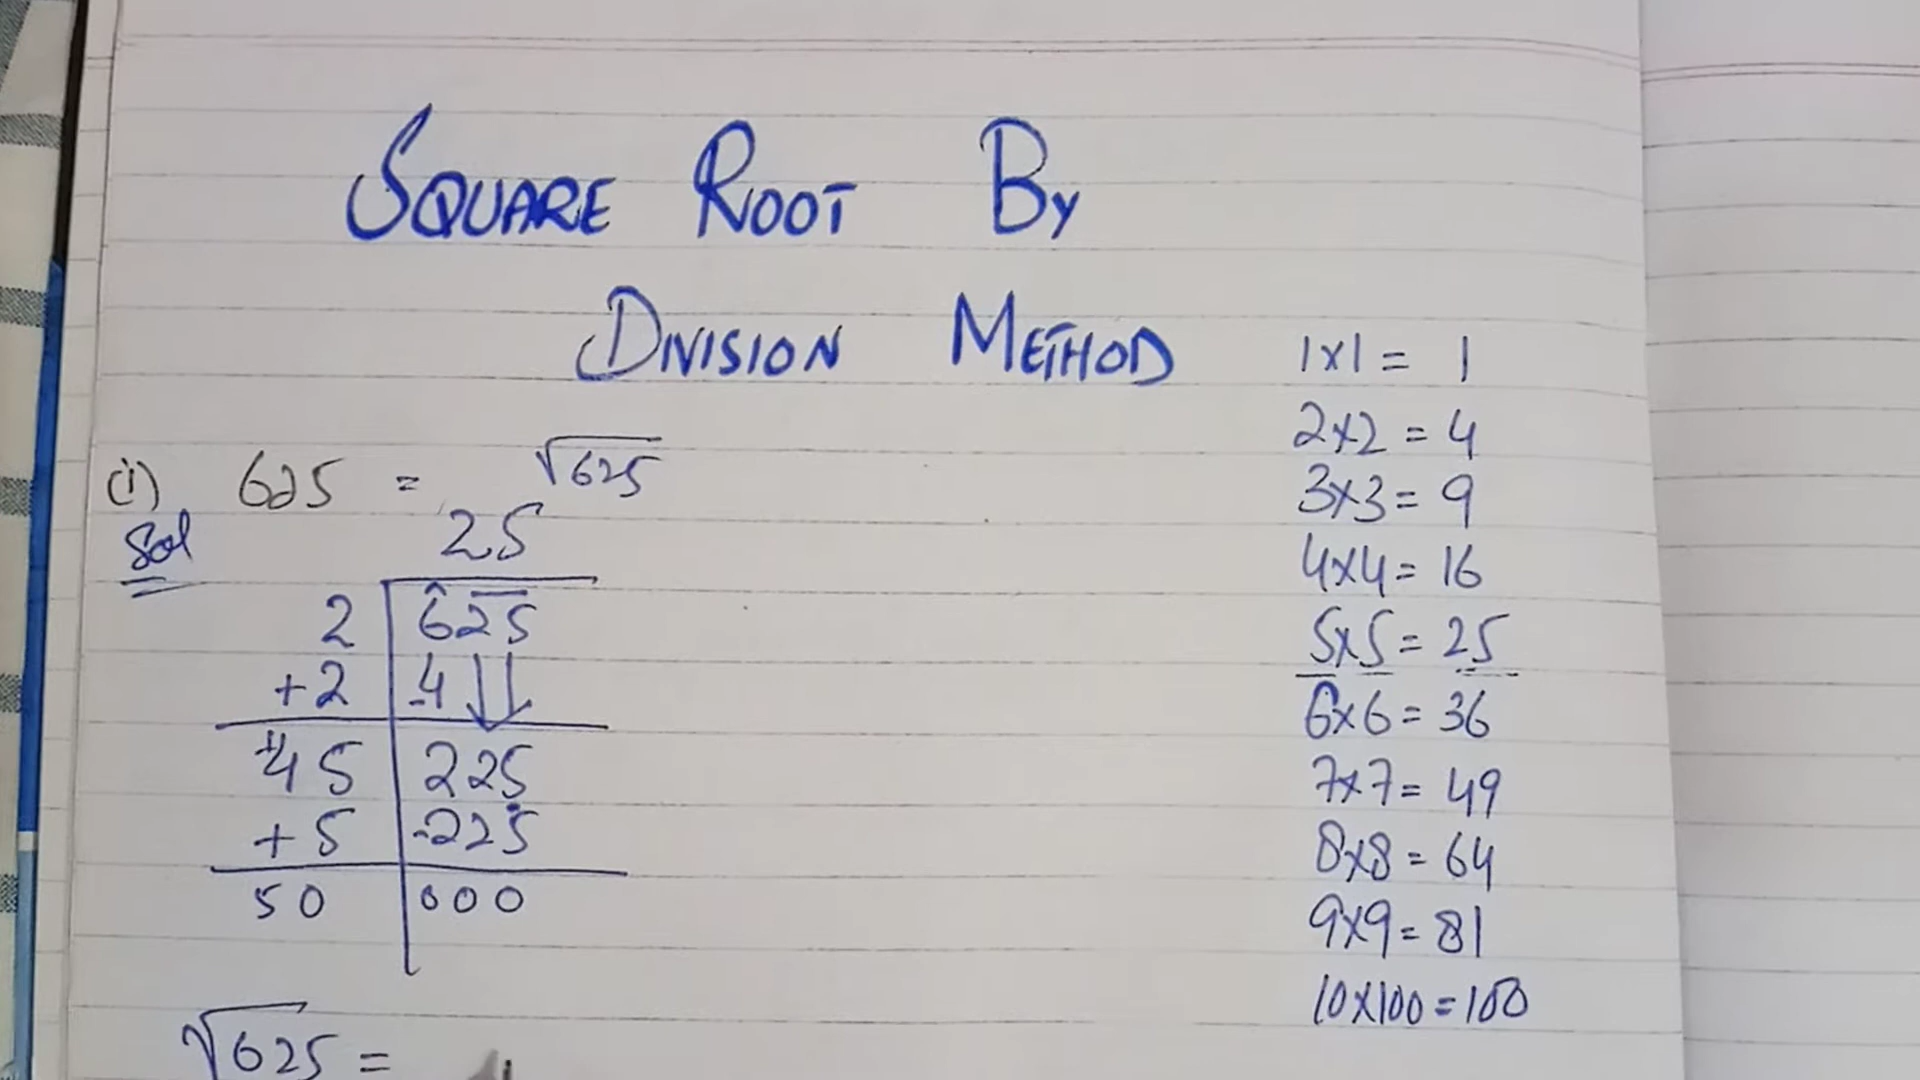 SQUARE ROOT BY
DIVISION METHOD
(i) 625 = √625
Sol
25
2 625
+2 -4
45 225
+5 -225
50 000
√625 =
1x1 = 1
2x2 = 4
3x3 = 9
4x4 = 16
5x5 = 25
6x6 = 36
7x7 = 49
8x8 = 64
9x9 = 81
10x100 = 100